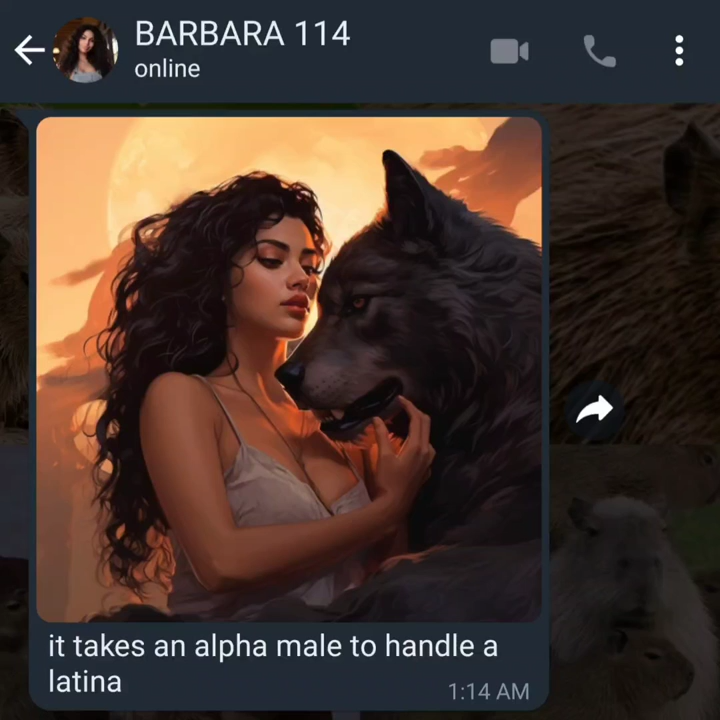 BARBARA 114
online
it takes an alpha male to handle a
latina
1:14 AM